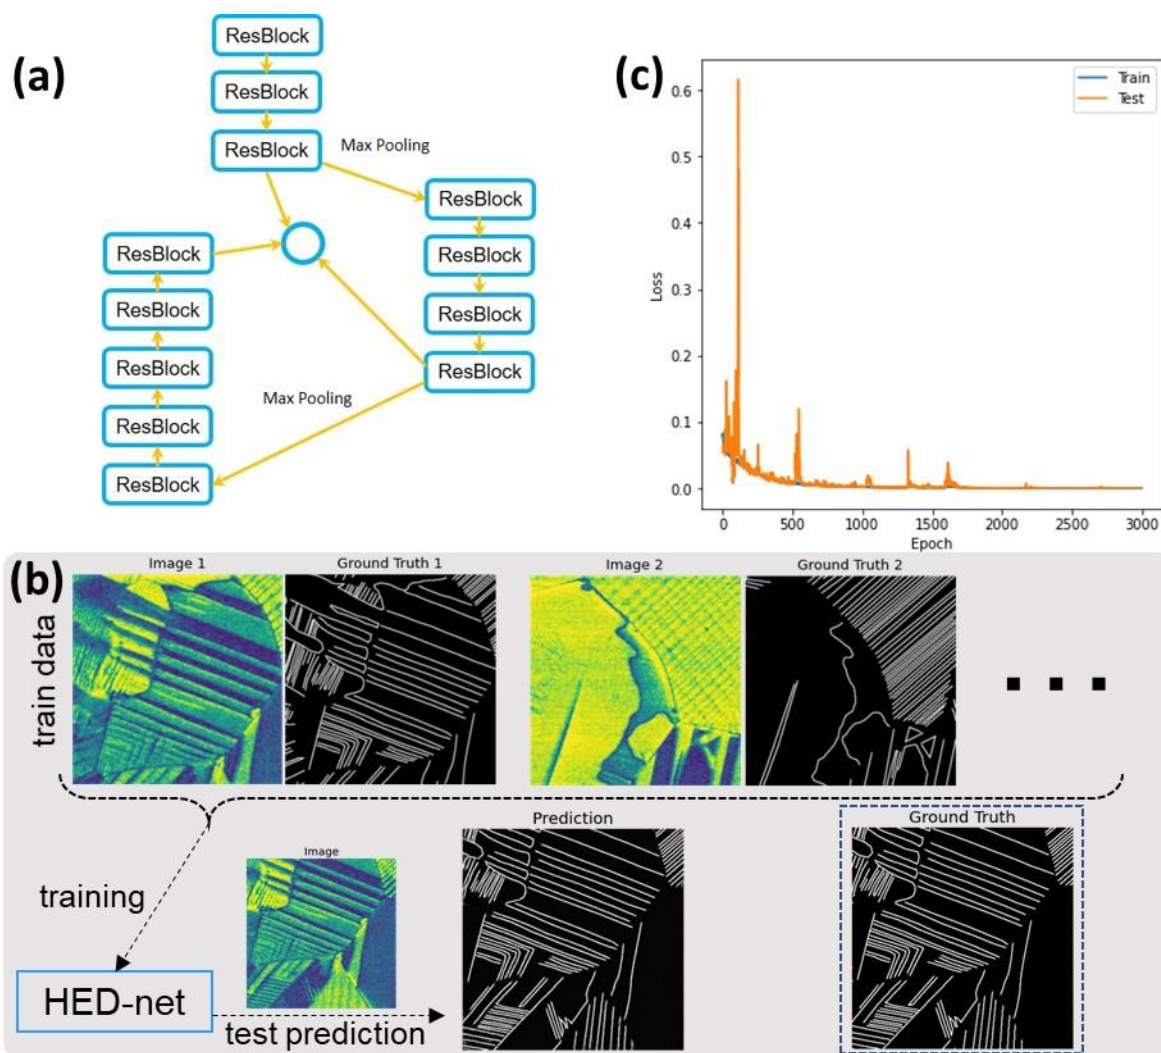 (a)
ResBlock
ResBlock
ResBlock
Max Pooling
ResBlock
ResBlock
ResBlock
ResBlock
Max Pooling
ResBlock
ResBlock
ResBlock
ResBlock
ResBlock
(c)
Train
Test
0.6
0.5
0.4
0.3
0.2
0.1
0.0
Loss
0 500 1000 1500 2000 2500 3000
Epoch
(b)
Image 1 Ground Truth 1 Image 2 Ground Truth 2
train data
Prediction Ground Truth
Image
training
HED-net
test prediction